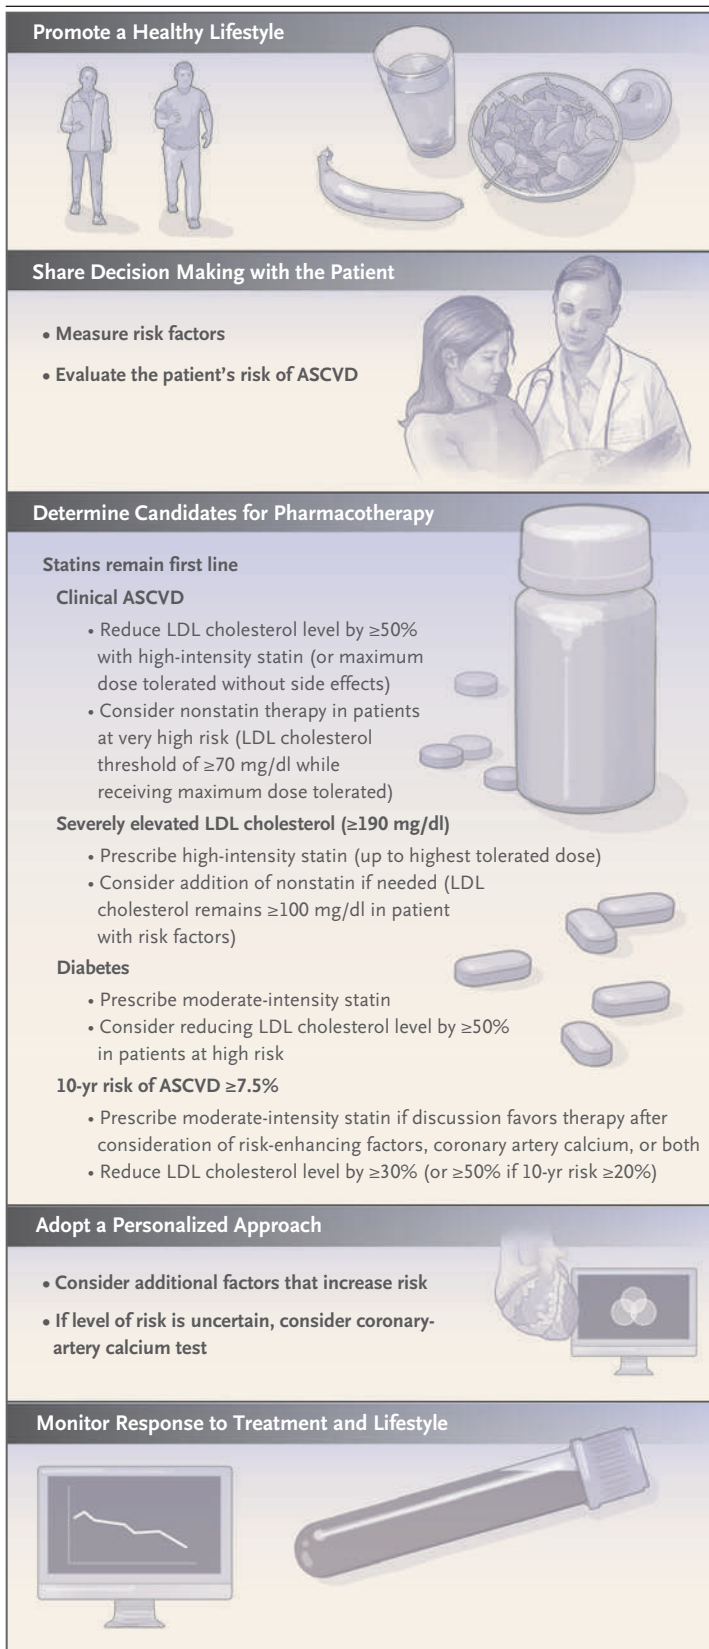 Promote a Healthy Lifestyle
Share Decision Making with the Patient
• Measure risk factors
• Evaluate the patient's risk of ASCVD
Determine Candidates for Pharmacotherapy
Statins remain first line
Clinical ASCVD
• Reduce LDL cholesterol level by ≥50%
with high-intensity statin (or maximum
dose tolerated without side effects)
• Consider nonstatin therapy in patients
at very high risk (LDL cholesterol
threshold of ≥70 mg/dl while
receiving maximum dose tolerated)
Severely elevated LDL cholesterol (≥190 mg/dl)
• Prescribe high-intensity statin (up to highest tolerated dose)
• Consider addition of nonstatin if needed (LDL
cholesterol remains ≥100 mg/dl in patient
with risk factors)
Diabetes
• Prescribe moderate-intensity statin
• Consider reducing LDL cholesterol level by ≥50%
in patients at high risk
10-yr risk of ASCVD ≥7.5%
• Prescribe moderate-intensity statin if discussion favors therapy after
consideration of risk-enhancing factors, coronary artery calcium, or both
• Reduce LDL cholesterol level by ≥30% (or ≥50% if 10-yr risk ≥20%)
Adopt a Personalized Approach
• Consider additional factors that increase risk
• If level of risk is uncertain, consider coronary-
artery calcium test
Monitor Response to Treatment and Lifestyle